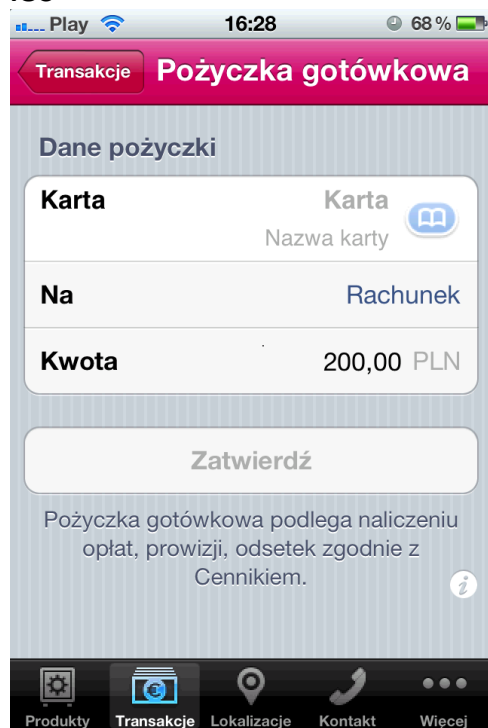 Play 16:28 68 %
Transakcje Pożyczka gotówkowa
Dane pożyczki
Karta Karta
Nazwa karty
Na Rachunek
Kwota 200,00 PLN
Zatwierdź
Pożyczka gotówkowa podlega naliczeniu
opłat, prowizji, odsetek zgodnie z
Cennikiem.
Produkty Transakcje Lokalizacje Kontakt Więcej